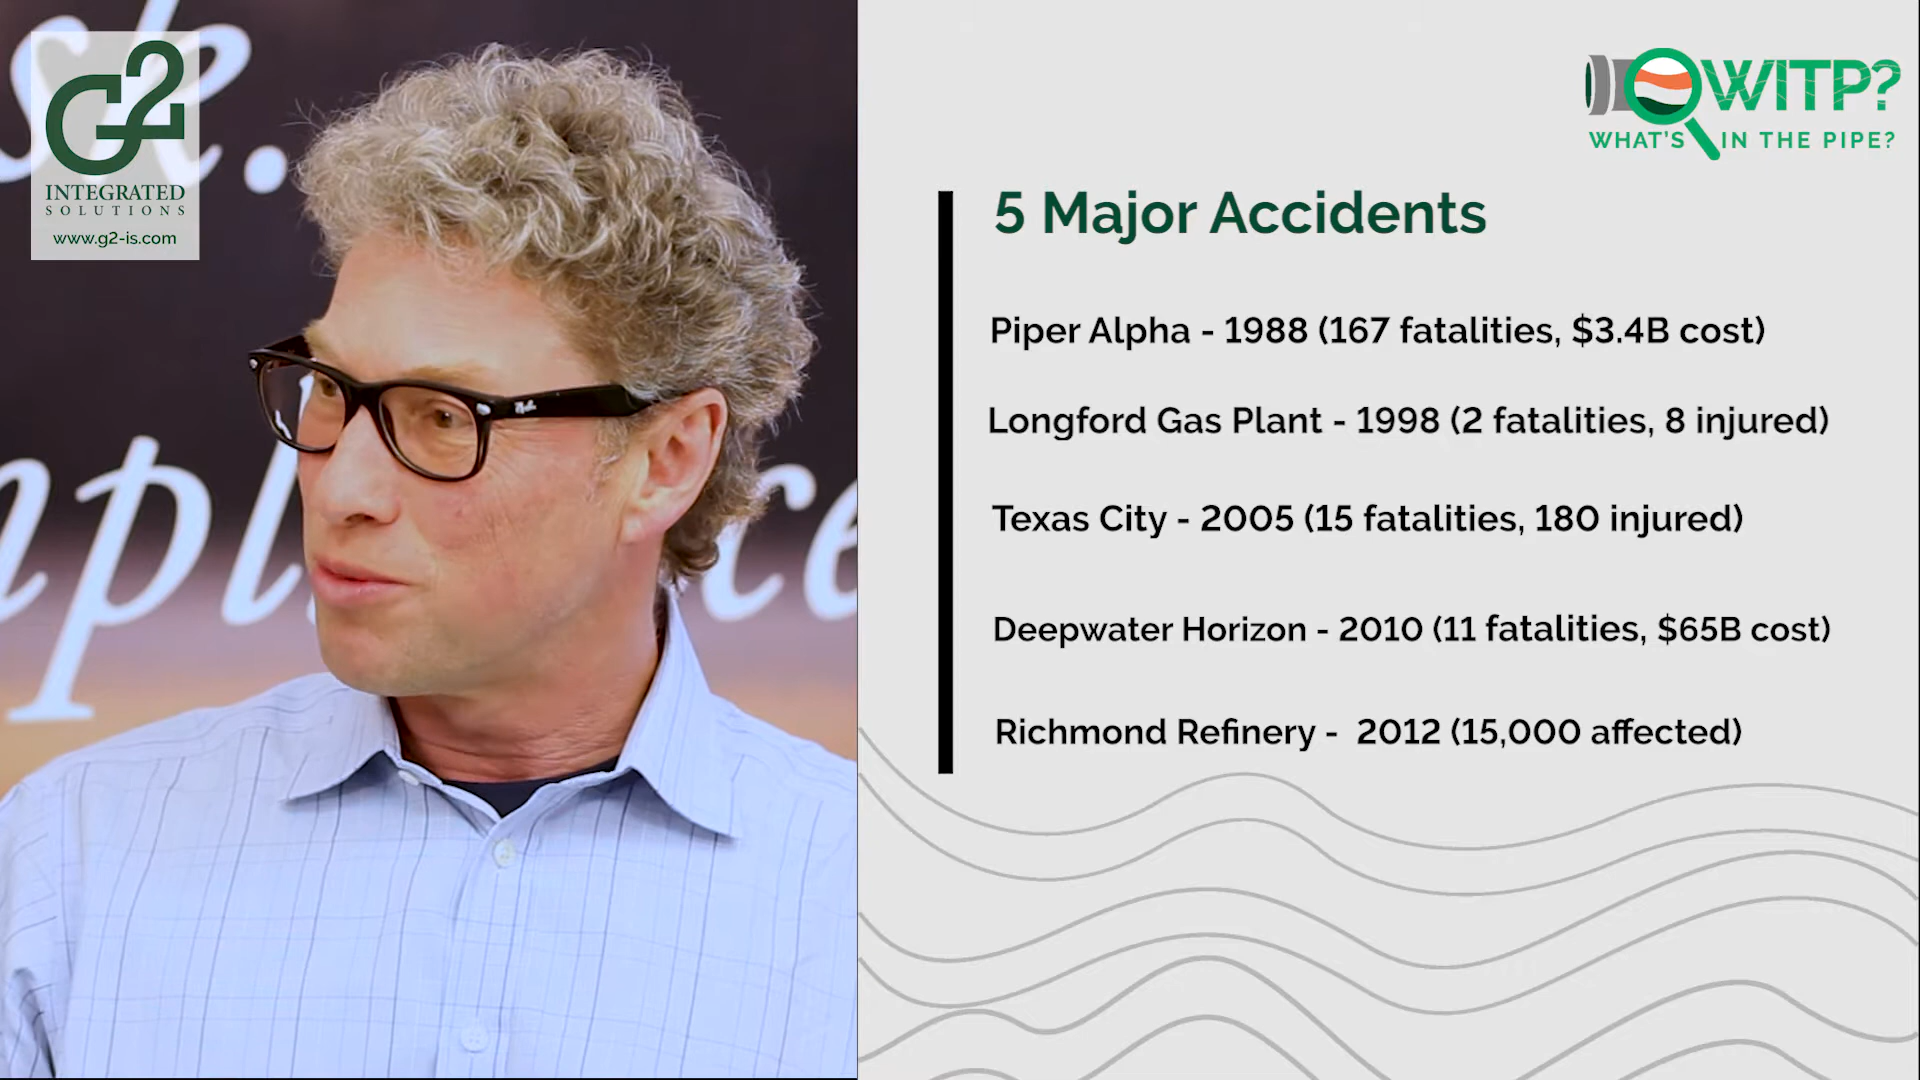 G2
INTEGRATED
SOLUTIONS
www.g2-is.com
WITP?
WHAT'S IN THE PIPE?
5 Major Accidents
Piper Alpha - 1988 (167 fatalities, $3.4B cost)
Longford Gas Plant - 1998 (2 fatalities, 8 injured)
Texas City - 2005 (15 fatalities, 180 injured)
Deepwater Horizon - 2010 (11 fatalities, $65B cost)
Richmond Refinery -  2012 (15,000 affected)
Ray-Ban